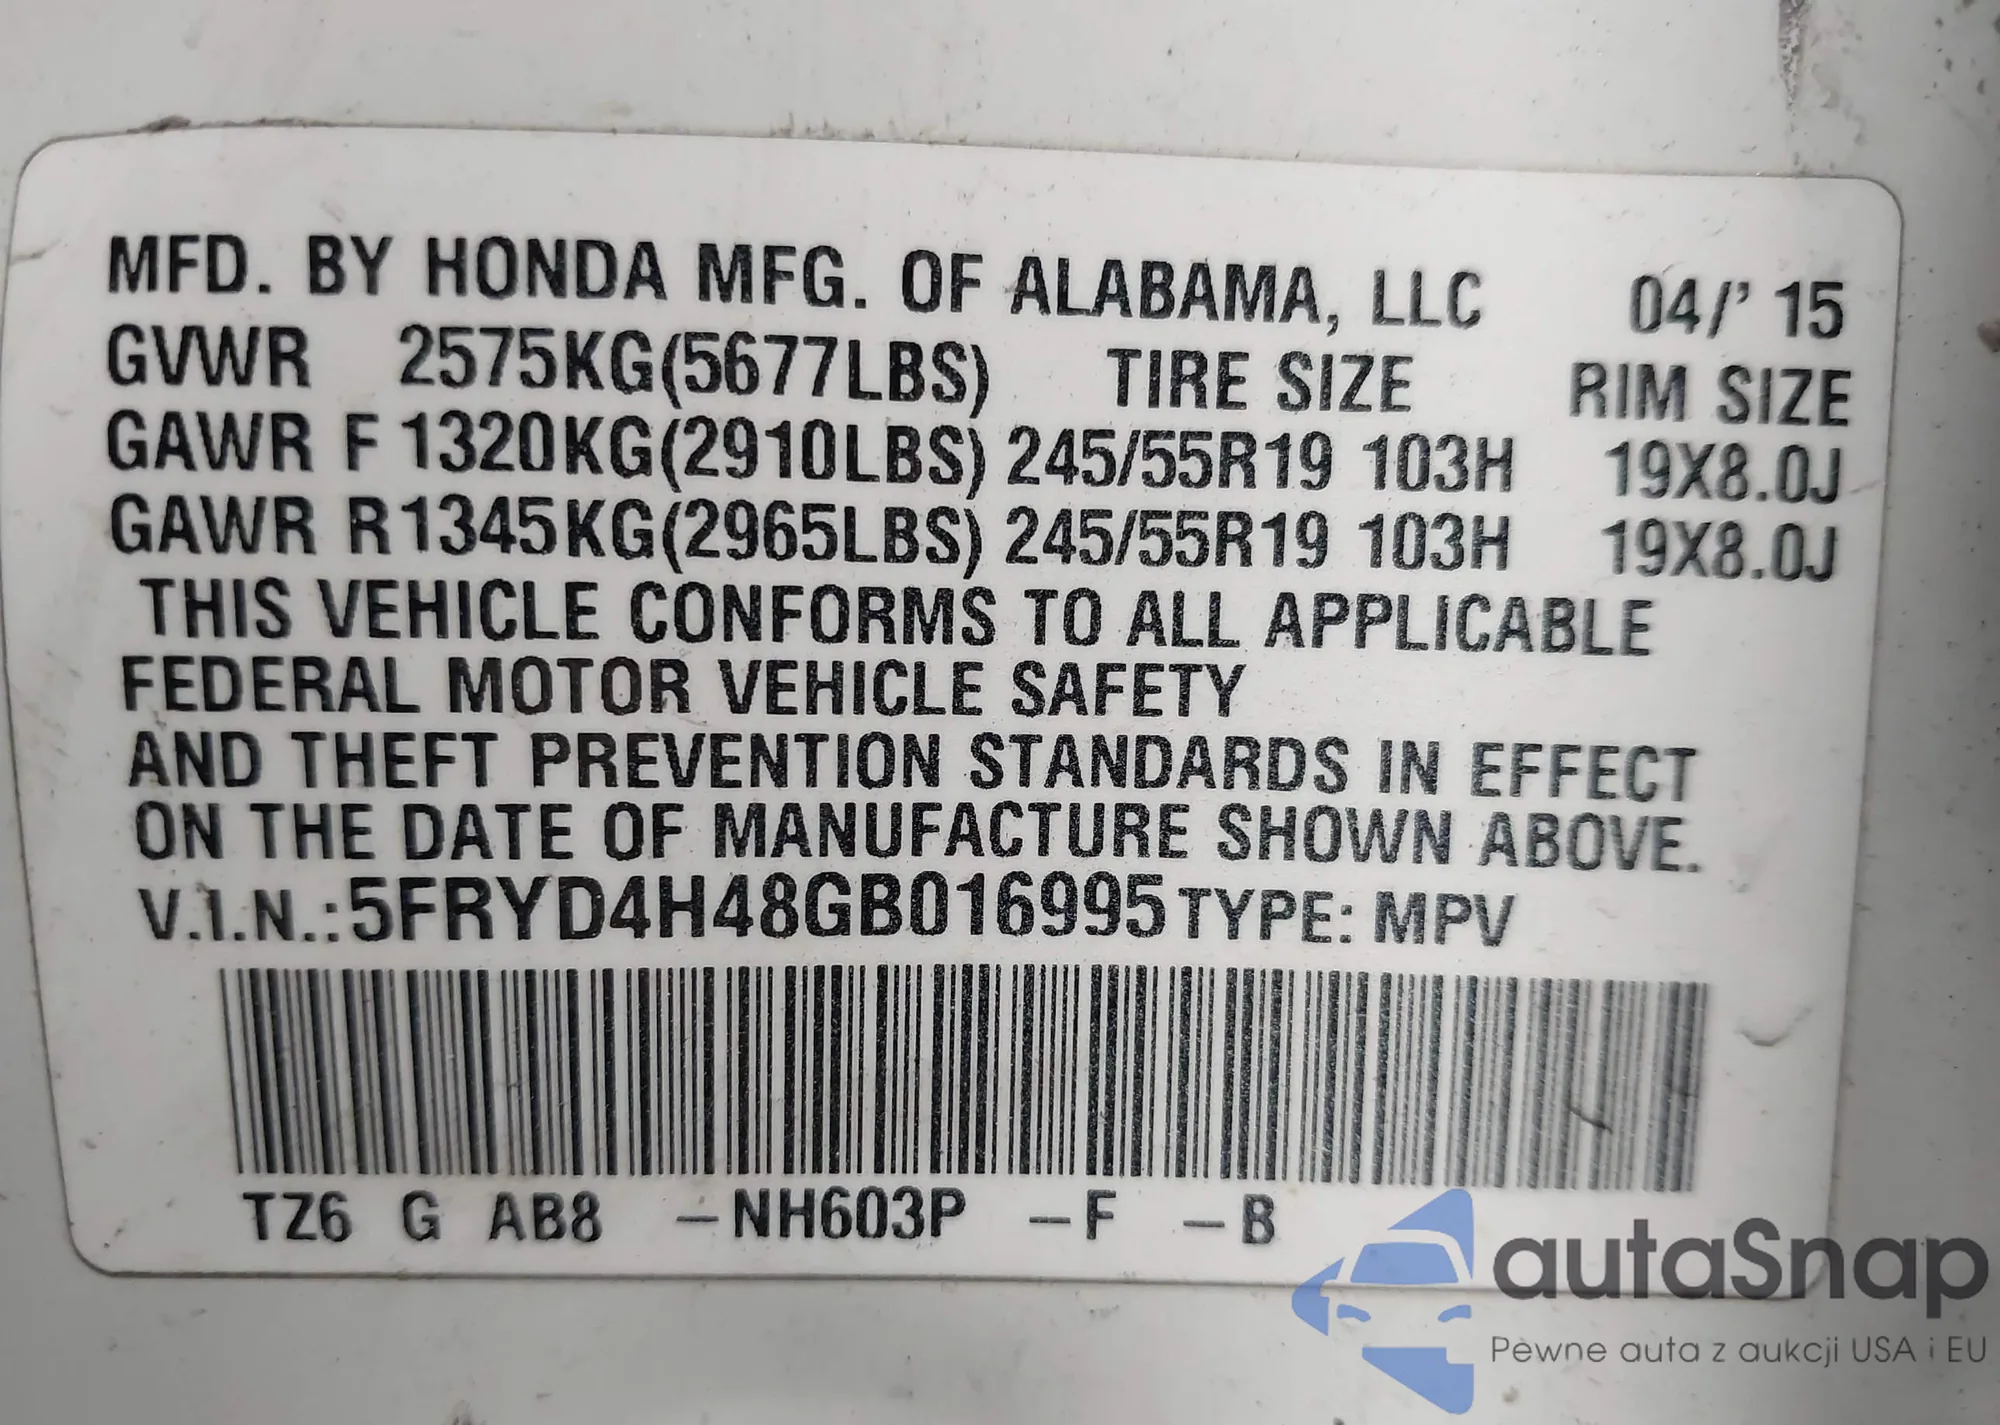 MFD. BY HONDA MFG. OF ALABAMA, LLC 04/' 15
GVWR 2575KG(5677LBS) TIRE SIZE RIM SIZE
GAWR F 1320KG(2910LBS) 245/55R19 103H 19X8.0J
GAWR R 1345KG(2965LBS) 245/55R19 103H 19X8.0J
THIS VEHICLE CONFORMS TO ALL APPLICABLE
FEDERAL MOTOR VEHICLE SAFETY
AND THEFT PREVENTION STANDARDS IN EFFECT
ON THE DATE OF MANUFACTURE SHOWN ABOVE.
V.I.N.:5FRYD4H48GB016995 TYPE: MPV
TZ6 G AB8 –NH603P –F –B
autaSnap
Pewne auta z aukcji USA i EU